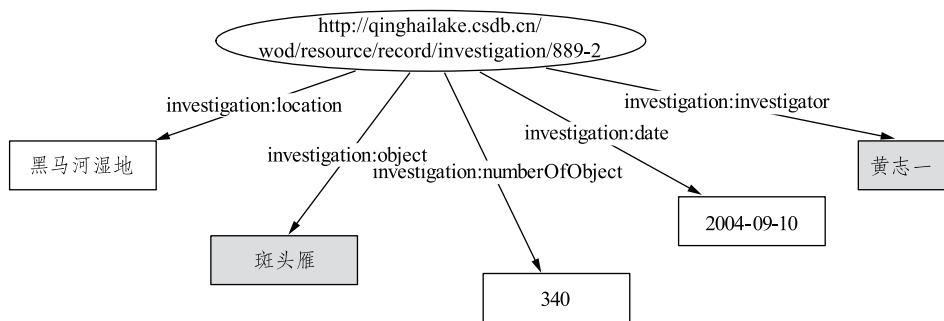 http://qinghailake.csdb.cn/
wod/resource/record/investigation/889-2
investigation:location
investigation:investigator
investigation:date
investigation:object
investigation:numberOfObject
黑马河湿地
黄志一
2004-09-10
斑头雁
340